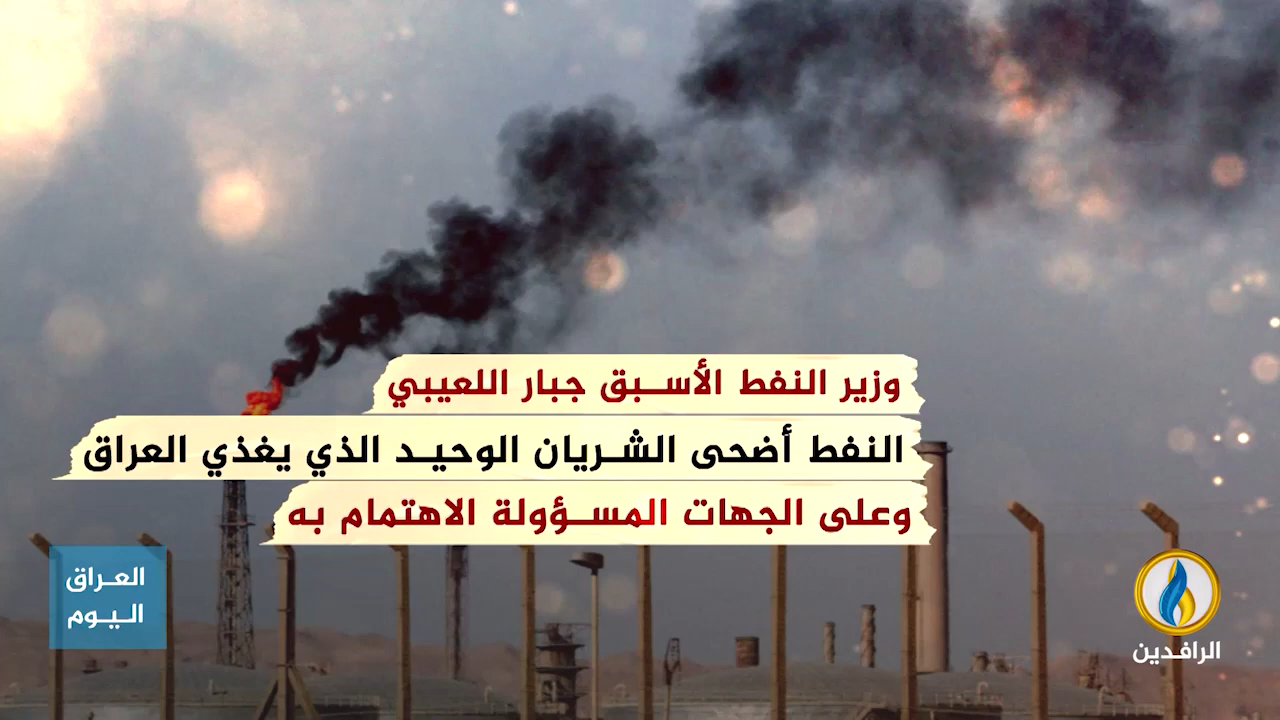 وزير النفط الأسبق جبار اللعيبي
النفط أضحى الشريان الوحيد الذي يغذي العراق
وعلى الجهات المسؤولة الاهتمام به
العراق
اليوم
الرافدين